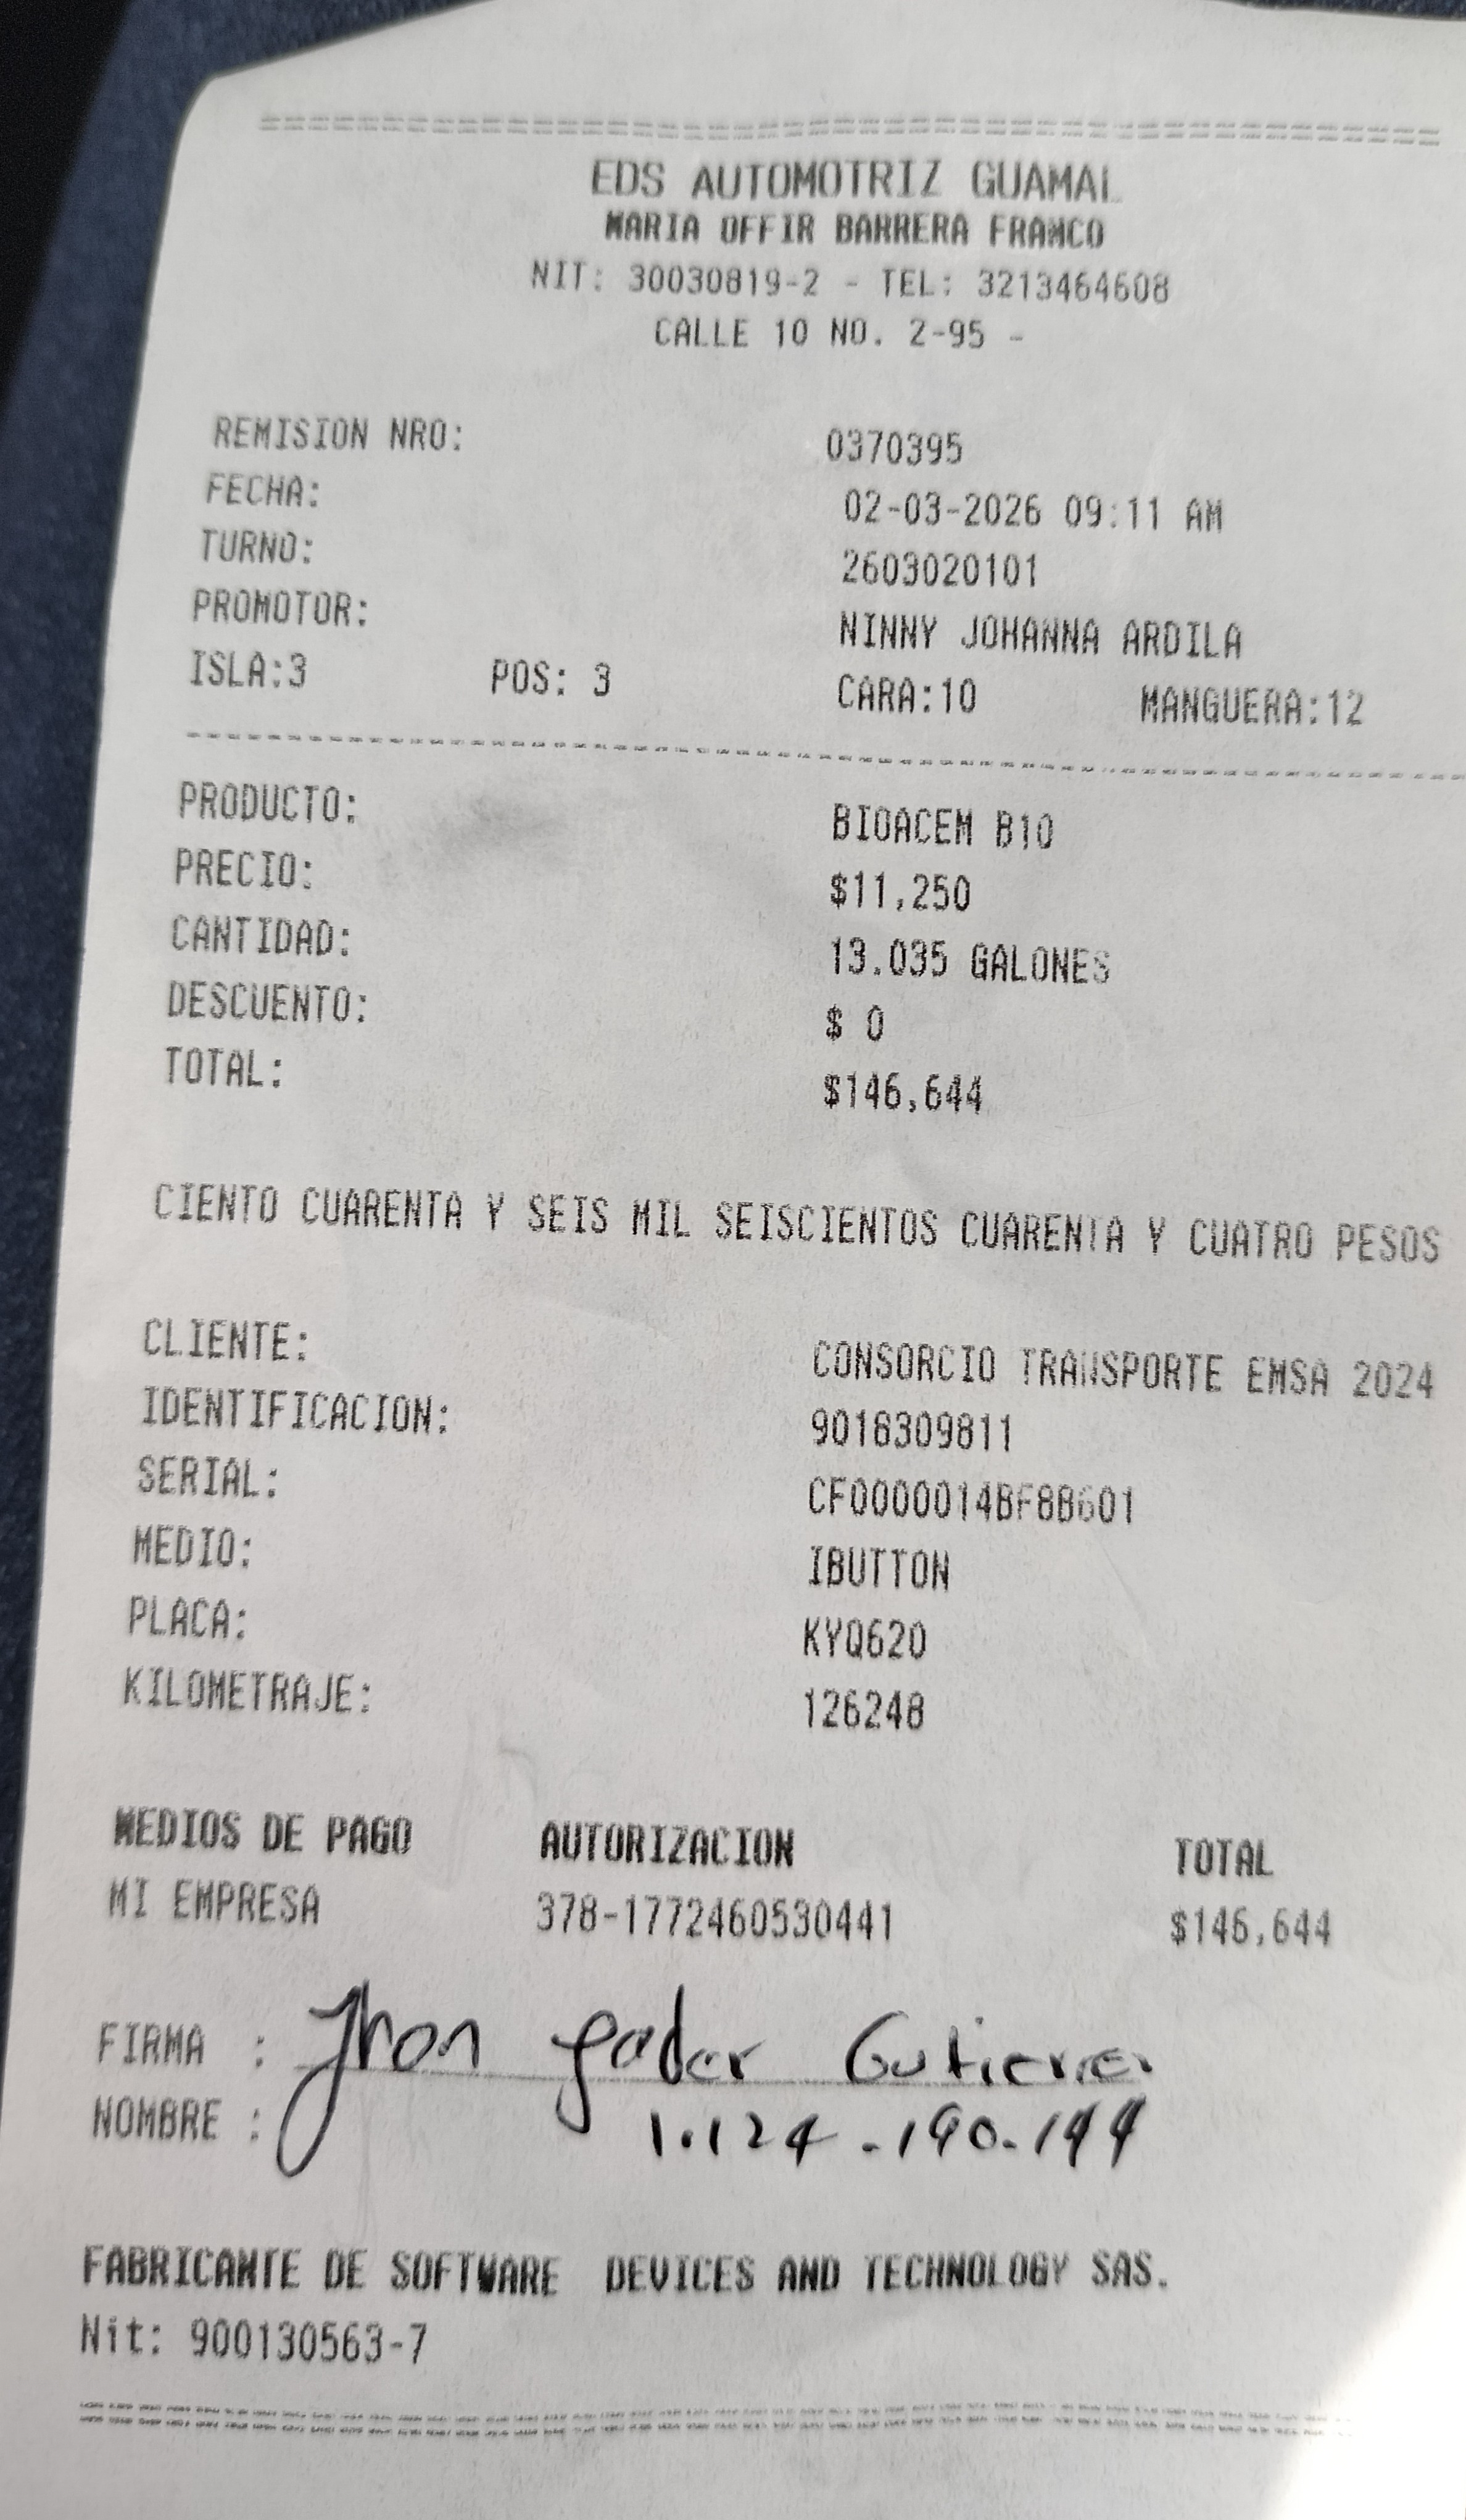 EDS AUTOMOTRIZ GUAMAL
MARIA OFFIR BARRERA FRANCO
NIT: 30030819-2 - TEL: 3213464608
CALLE 10 NO. 2-95 -
REMISION NRO: 0370395
FECHA: 02-03-2026 09:11 AM
TURNO: 2603020101
PROMOTOR: NINNY JOHANNA ARDILA
ISLA:3 POS: 3 CARA:10 MANGUERA:12
PRODUCTO: BIOACEM B10
PRECIO: $11,250
CANTIDAD: 13.035 GALONES
DESCUENTO: $ 0
TOTAL: $146,644
CIENTO CUARENTA Y SEIS MIL SEISCIENTOS CUARENTA Y CUATRO PESOS
CLIENTE: CONSORCIO TRANSPORTE EMSA 2024
IDENTIFICACION: 9018309811
SERIAL: CF0000014BF8B601
MEDIO: IBUTTON
PLACA: KYQ620
KILOMETRAJE: 126248
MEDIOS DE PAGO AUTORIZACION TOTAL
MI EMPRESA 378-1772460530441 $146,644
FIRMA : Jhon Gutierrez
NOMBRE : 1.124.190.144
FABRICANTE DE SOFTWARE DEVICES AND TECHNOLOGY SAS.
Nit: 900130563-7